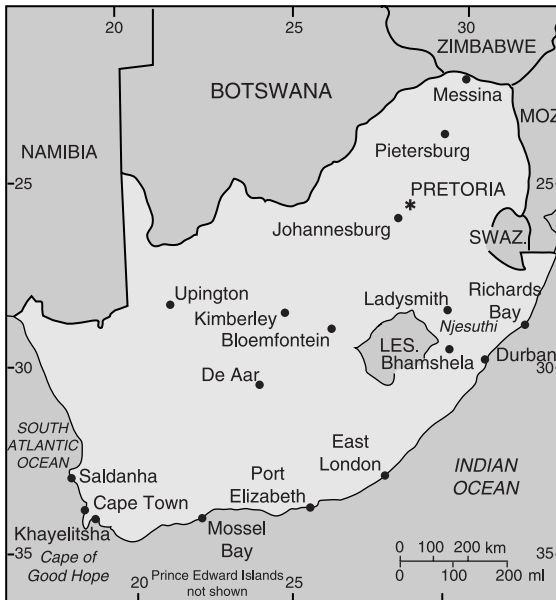 20
25
30
ZIMBABWE
BOTSWANA
Messina
MOZ
NAMIBIA
Pietersburg
25
25
PRETORIA
Johannesburg
SWAZ.
Upington
Ladysmith
Richards
Bay
Kimberley
Njesuthi
Bloemfontein
LES.
Bhamshela
Durban
30
30
De Aar
SOUTH
ATLANTIC
OCEAN
East
London
INDIAN
OCEAN
Saldanha
Port
Elizabeth
Cape Town
Khayelitsha
Mossel
Bay
35
35
Cape of
Good Hope
0 100 200 km
0 100 200 ml
20
Prince Edward Islands
not shown
25